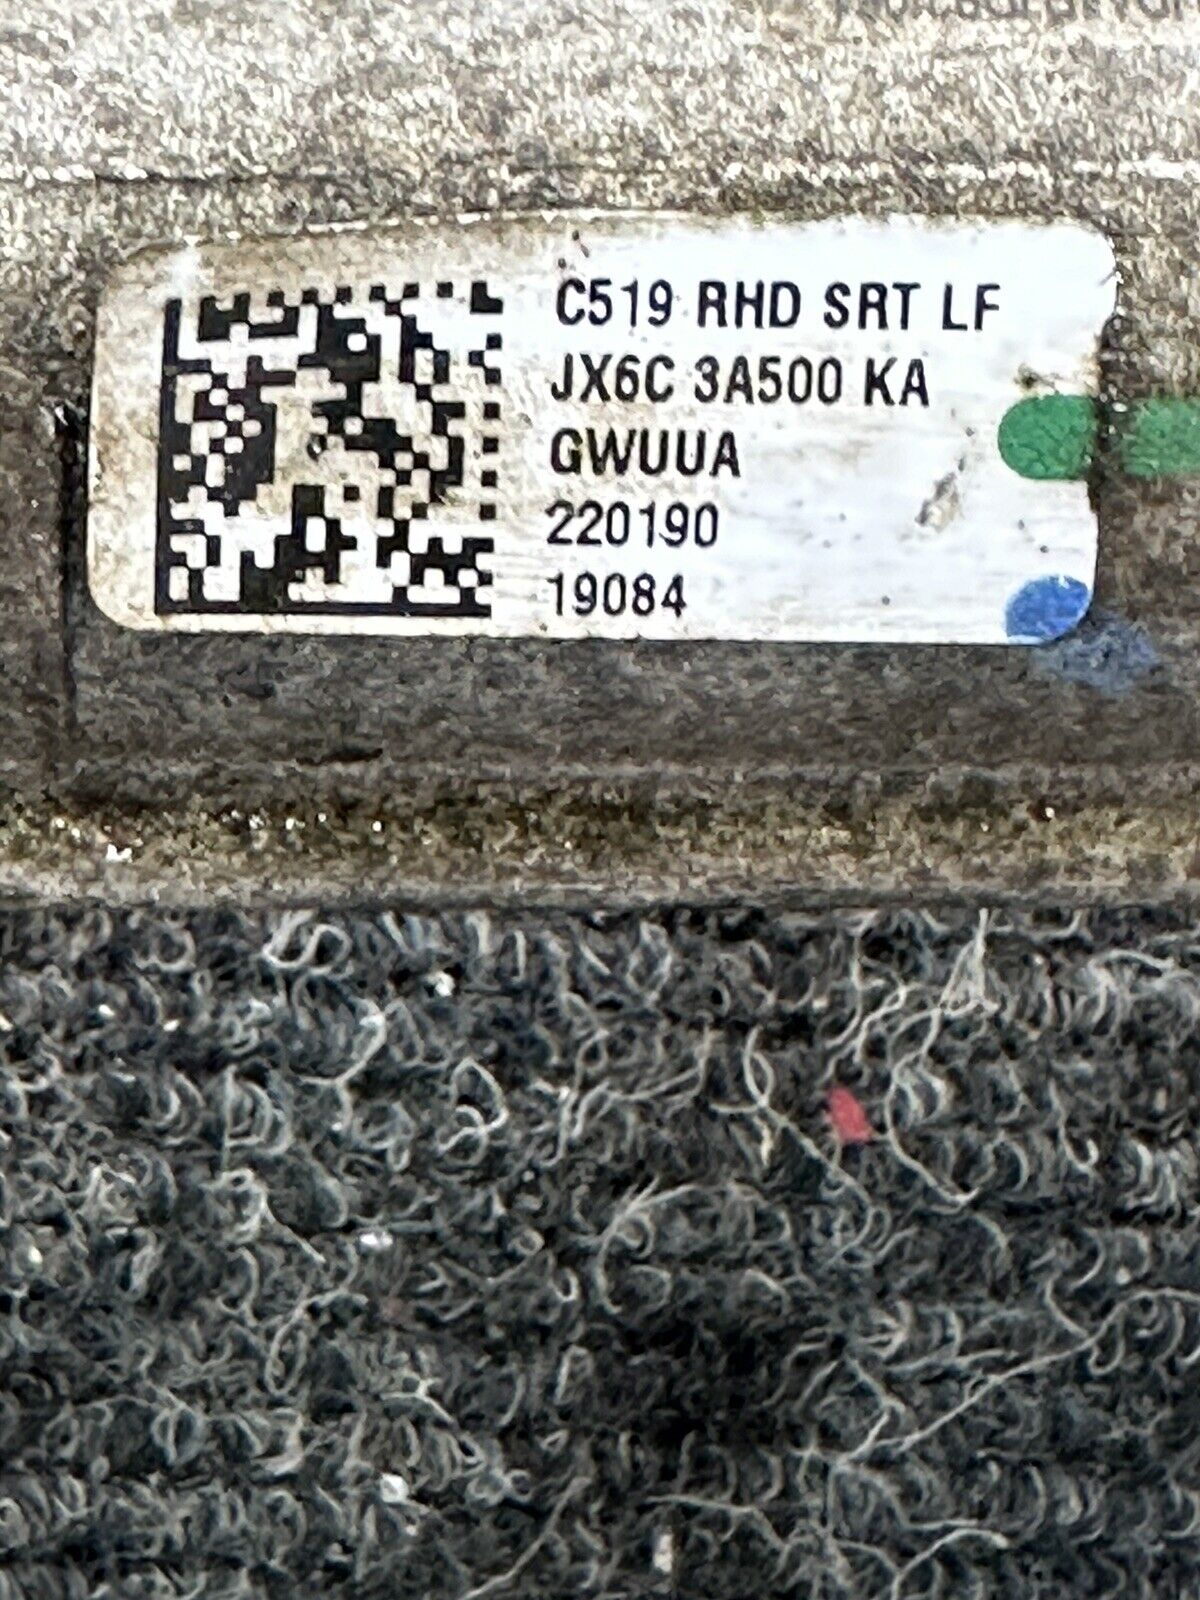 C519 RHD SRT LF
JX6C 3A500 KA
GWUUA
220190
19084